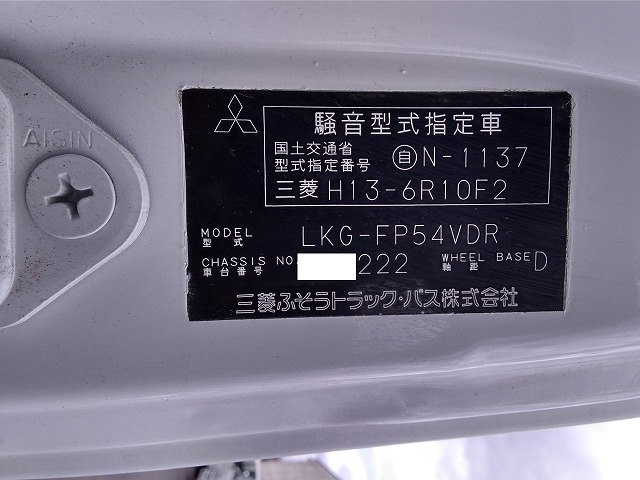 AISIN
騒音型式指定車
国土交通省
型式指定番号 自 N-1137
三菱 H13-6R10F2
MODEL
型式 LKG-FP54VDR
CHASSIS NO. 222 WHEEL BASE D
車台番号 軸距
三菱ふそうトラック・バス株式会社